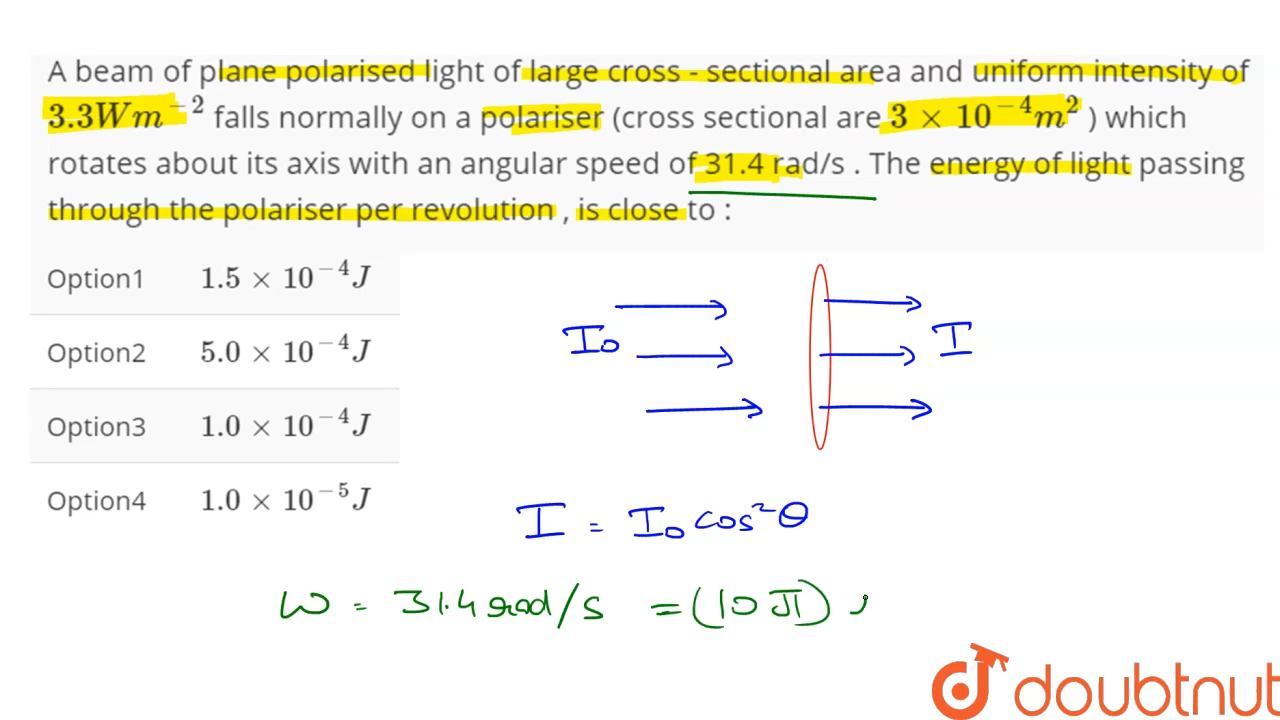 A beam of plane polarised light of large cross - sectional area and uniform intensity of
3.3Wm⁻² falls normally on a polariser (cross sectional are 3 × 10⁻⁴m² ) which
rotates about its axis with an angular speed of 31.4 rad/s . The energy of light passing
through the polariser per revolution , is close to :
Option1 1.5 × 10⁻⁴J
Option2 5.0 × 10⁻⁴J
Option3 1.0 × 10⁻⁴J
Option4 1.0 × 10⁻⁵J
I₀ I
I = I₀ cos²θ
ω = 31.4 rad/s = (10 π)
doubtnut